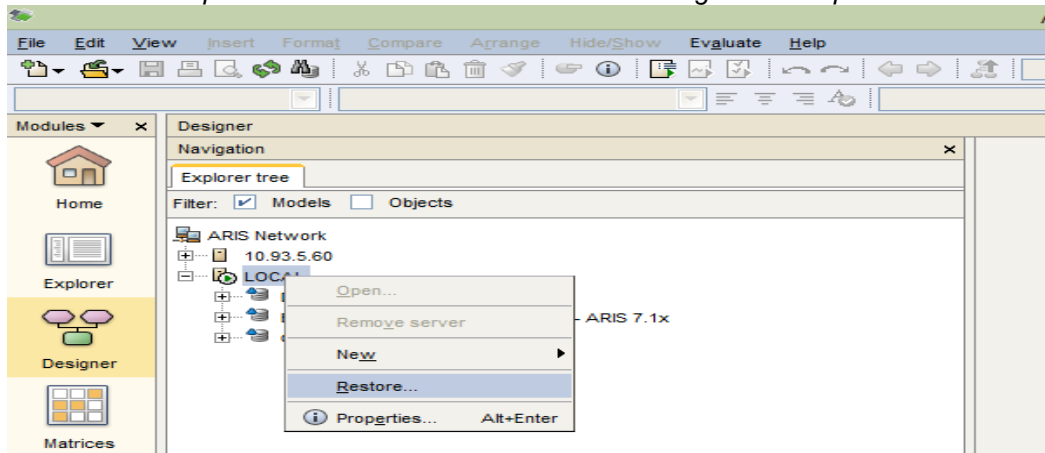 File Edit View Insert Format Compare Arrange Hide/Show Evaluate Help
Modules
Designer
Navigation
Explorer tree
Filter: Models Objects
Home
ARIS Network
10.93.5.60
LOCAL
Explorer
Open...
Remove server
- ARIS 7.1x
New
Designer
Restore...
Properties... Alt+Enter
Matrices